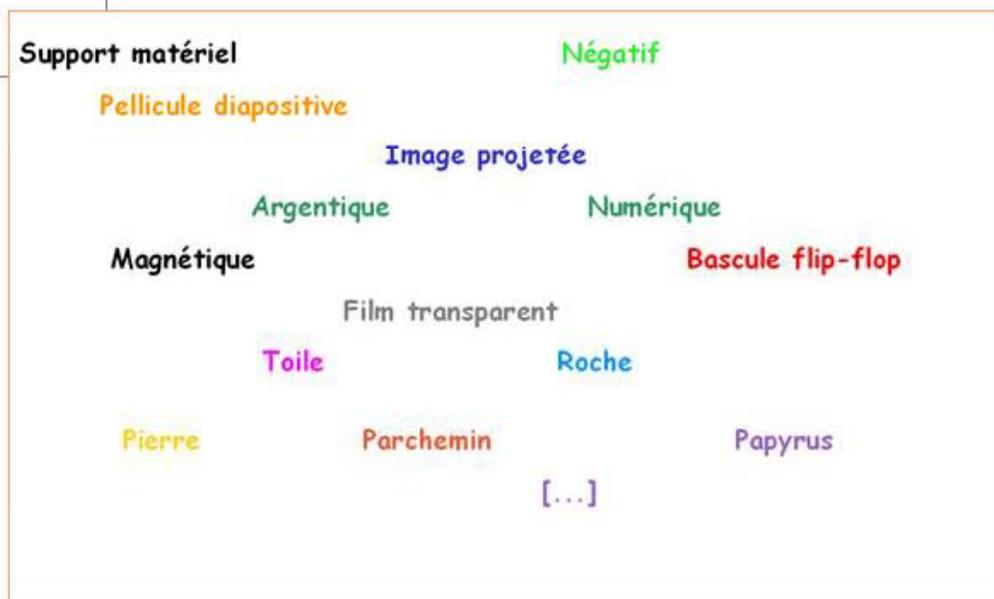 Support matériel Négatif
Pellicule diapositive
Image projetée
Argentique Numérique
Magnétique Bascule flip-flop
Film transparent
Toile Roche
Pierre Parchemin Papyrus
[...]